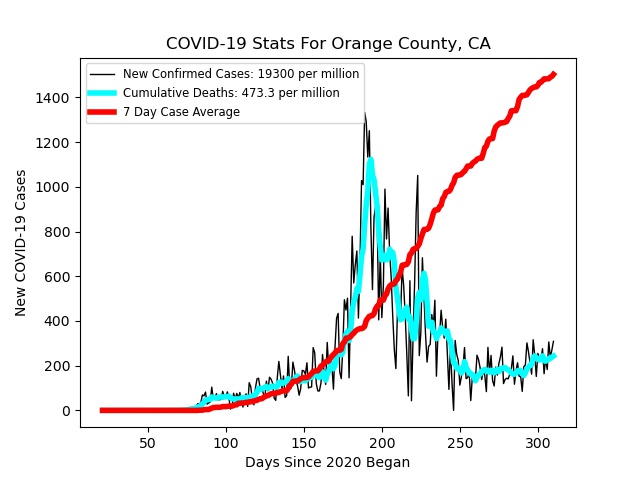 COVID-19 Stats For Orange County, CA
New Confirmed Cases: 19300 per million
Cumulative Deaths: 473.3 per million
7 Day Case Average
New COVID-19 Cases
1400
1200
1000
800
600
400
200
0
50 100 150 200 250 300
Days Since 2020 Began